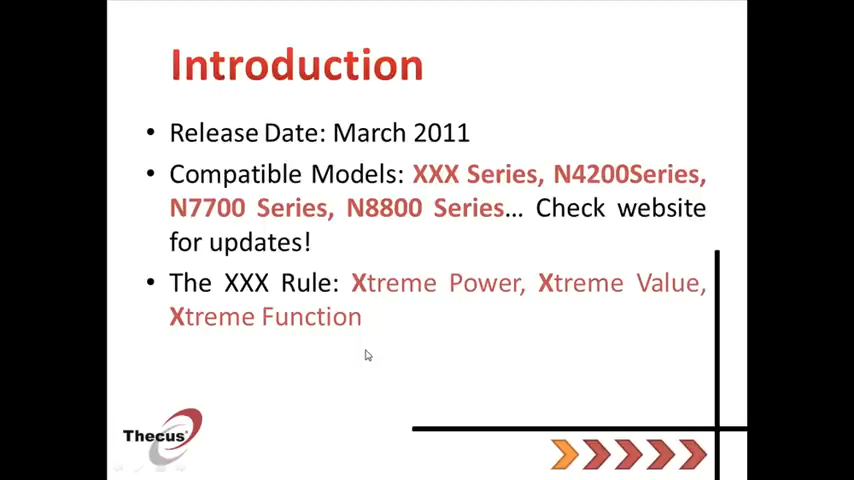 Introduction
• Release Date: March 2011
• Compatible Models: XXX Series, N4200Series,
N7700 Series, N8800 Series... Check website
for updates!
• The XXX Rule: Xtreme Power, Xtreme Value,
Xtreme Function
Thecus®